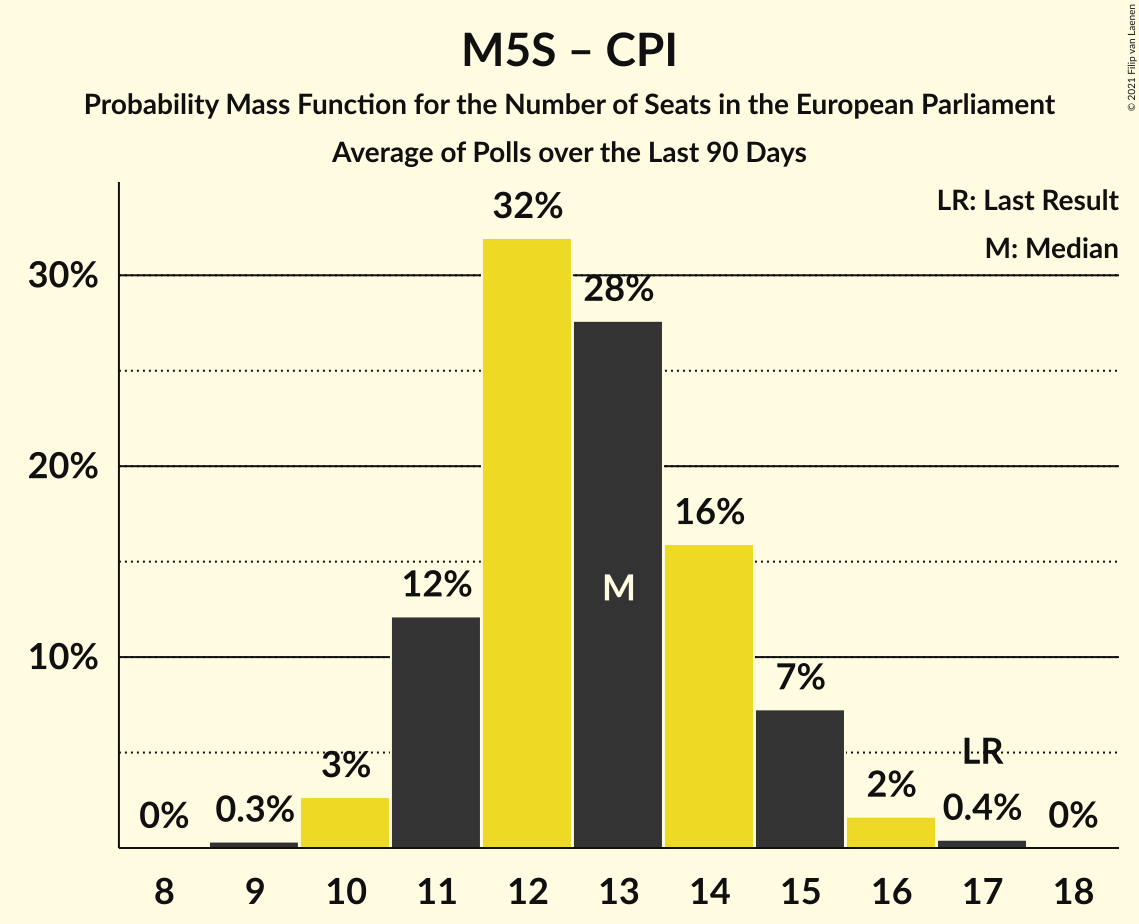 M5S – CPI
Probability Mass Function for the Number of Seats in the European Parliament
Average of Polls over the Last 90 Days
© 2021 Filip van Laenen
LR: Last Result
M: Median
30%
20%
10%
0%
0.3%
3%
12%
32%
28%
M
16%
7%
2%
LR
0.4%
0%
8 9 10 11 12 13 14 15 16 17 18